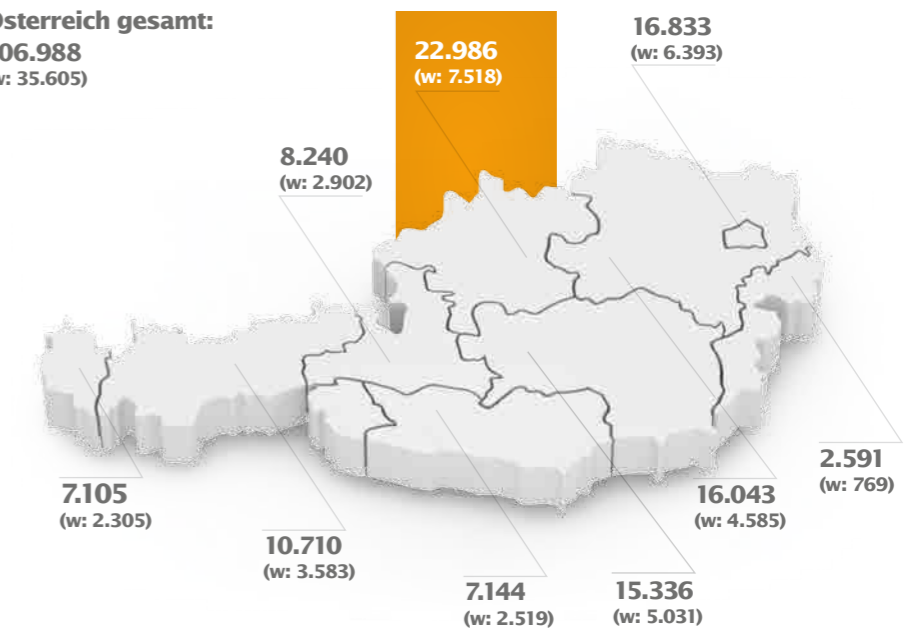 Österreich gesamt:
06.988
w: 35.605)
22.986
(w: 7.518)
16.833
(w: 6.393)
8.240
(w: 2.902)
7.105
(w: 2.305)
10.710
(w: 3.583)
7.144
(w: 2.519)
15.336
(w: 5.031)
16.043
(w: 4.585)
2.591
(w: 769)